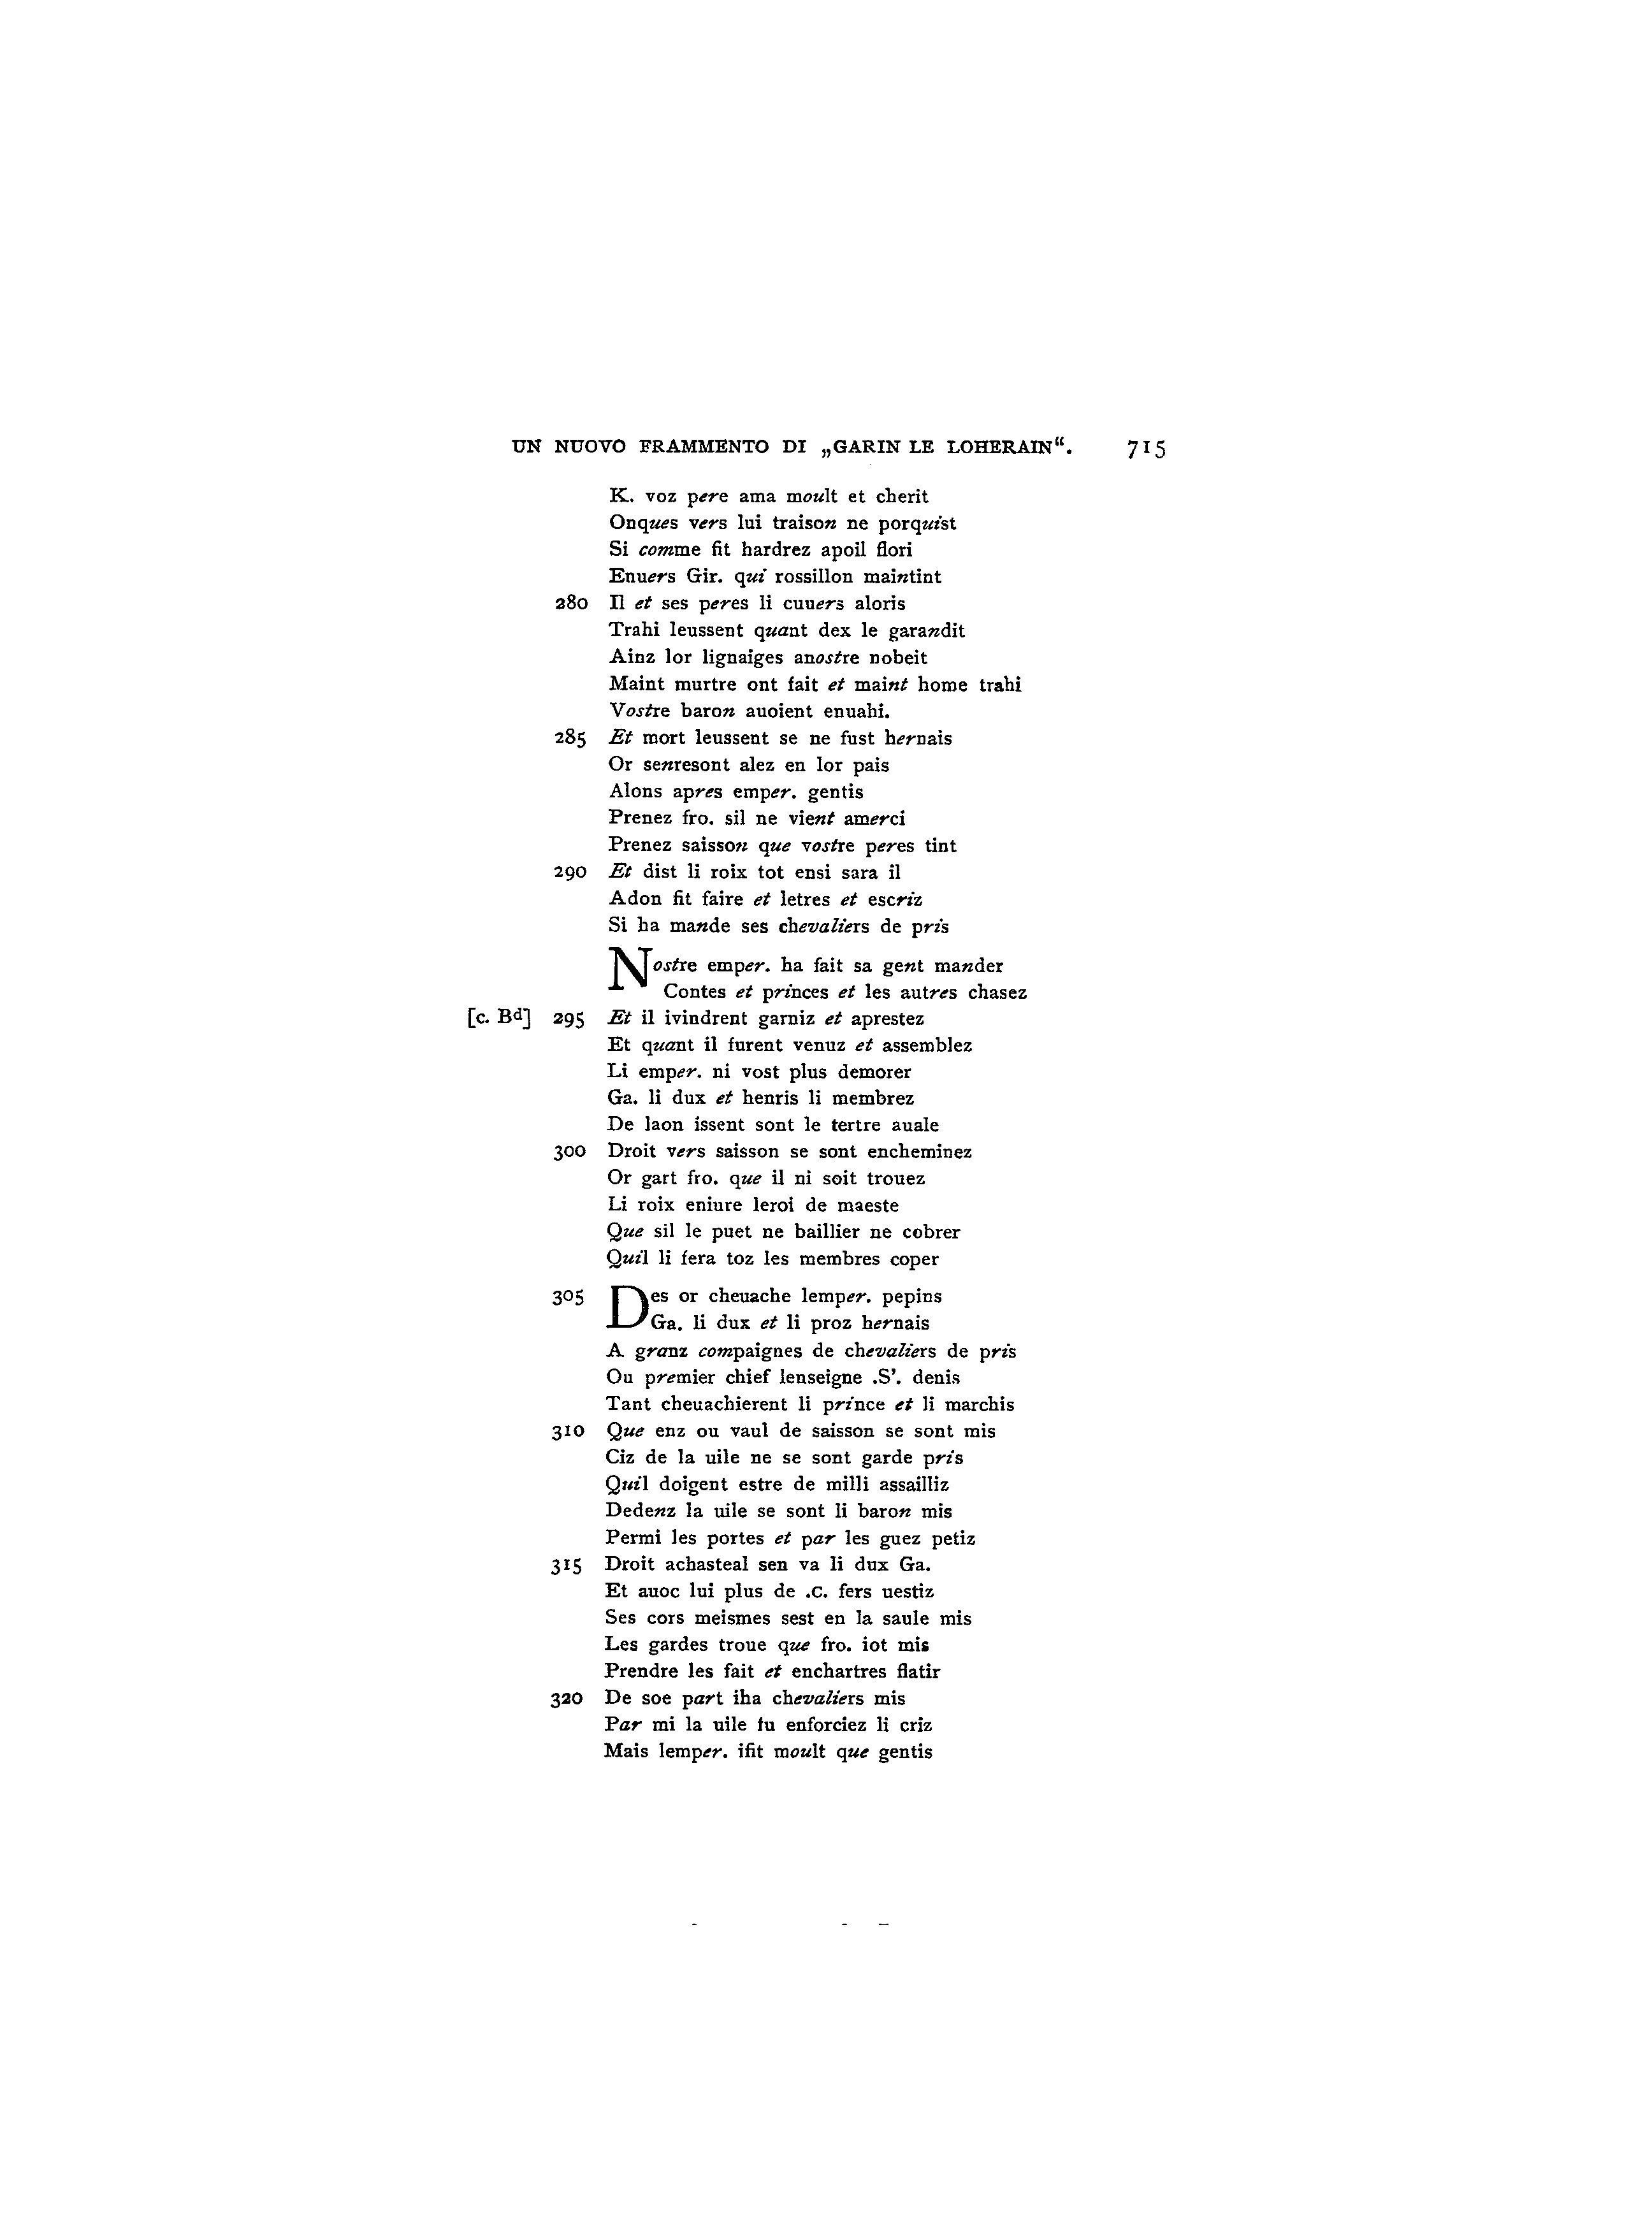 UN NUOVO FRAMMENTO DI „GARIN LE LOHERAIN“. 715
K. voz pere ama moult et cherit
Onques vers lui traison ne porquist
Si comme fit hardrez apoil flori
Enuers Gir. qui rossillon maintint
280 Il et ses peres li cuuers aloris
Trahi leussent quant dex le garandit
Ainz lor lignaiges anostre nobeit
Maint murtre ont fait et maint home trahi
Vostre baron auoient enuahi.
285 Et mort leussent se ne fust hernais
Or senresont alez en lor pais
Alons apres emper. gentis
Prenez fro. sil ne vient amerci
Prenez saisson que vostre peres tint
290 Et dist li roix tot ensi sara il
Adon fit faire et letres et escriz
Si ha mande ses chevaliers de pris
Nostre emper. ha fait sa gent mander
Contes et princes et les autres chasez
[c. Bd] 295 Et il ivindrent garniz et aprestez
Et quant il furent venuz et assemblez
Li emper. ni vost plus demorer
Ga. li dux et henris li membrez
De laon issent sont le tertre auale
300 Droit vers saisson se sont encheminez
Or gart fro. que il ni soit trouez
Li roix eniure leroi de maeste
Que sil le puet ne baillier ne cobrer
Quil li fera toz les membres coper
305 Des or cheuache lemper. pepins
Ga. li dux et li proz hernais
A granz compaignes de chevaliers de pris
Ou premier chief lenseigne .S’. denis
Tant cheuachierent li prince et li marchis
310 Que enz ou vaul de saisson se sont mis
Ciz de la uile ne se sont garde pris
Quil doigent estre de milli assailliz
Dedenz la uile se sont li baron mis
Permi les portes et par les guez petiz
315 Droit achasteal sen va li dux Ga.
Et auoc lui plus de .c. fers uestiz
Ses cors meismes sest en la saule mis
Les gardes troue que fro. iot mis
Prendre les fait et enchartres flatir
320 De soe part iha chevaliers mis
Par mi la uile fu enforciez li criz
Mais lemper. ifit moult que gentis